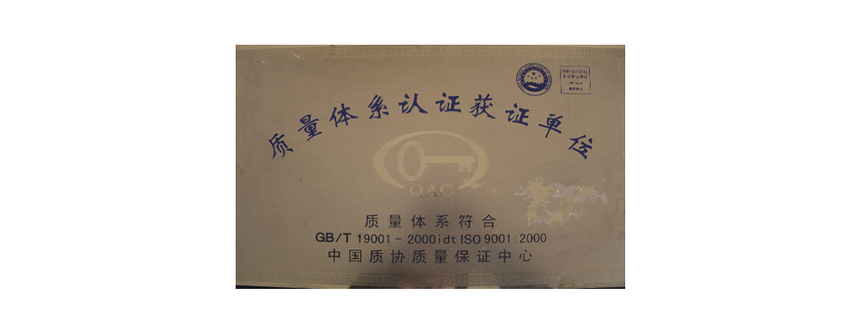 质量体系认证获证单位
QAC
质量体系符合
GB/T 19001-2000idt ISO 9001:2000
中国质协质量保证中心